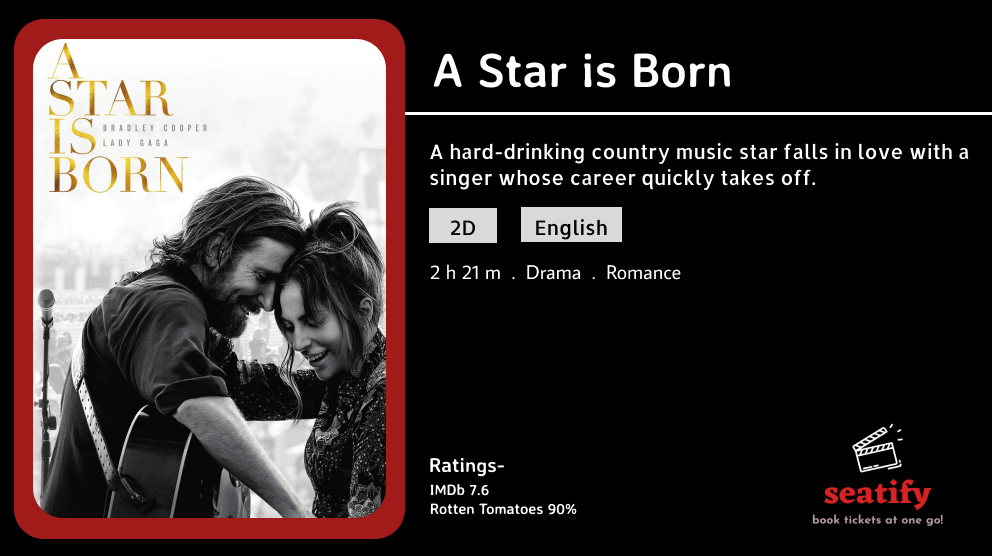 A
STAR
IS
BRADLEY COOPER
LADY GAGA
BORN
A Star is Born
A hard-drinking country music star falls in love with a
singer whose career quickly takes off.
2D English
2 h 21 m . Drama . Romance
Ratings-
IMDb 7.6
Rotten Tomatoes 90%
seatify
book tickets at one go!